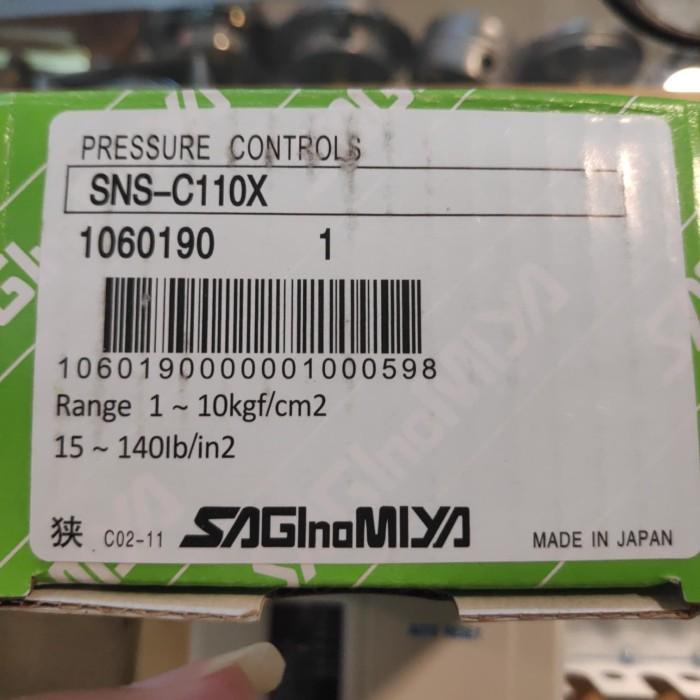 PRESSURE CONTROLS
SNS-C110X
1060190 1
1060190000001000598
Range 1 ~ 10kgf/cm2
15 ~ 140lb/in2
狭 C02-11 SAGInoMIYA MADE IN JAPAN